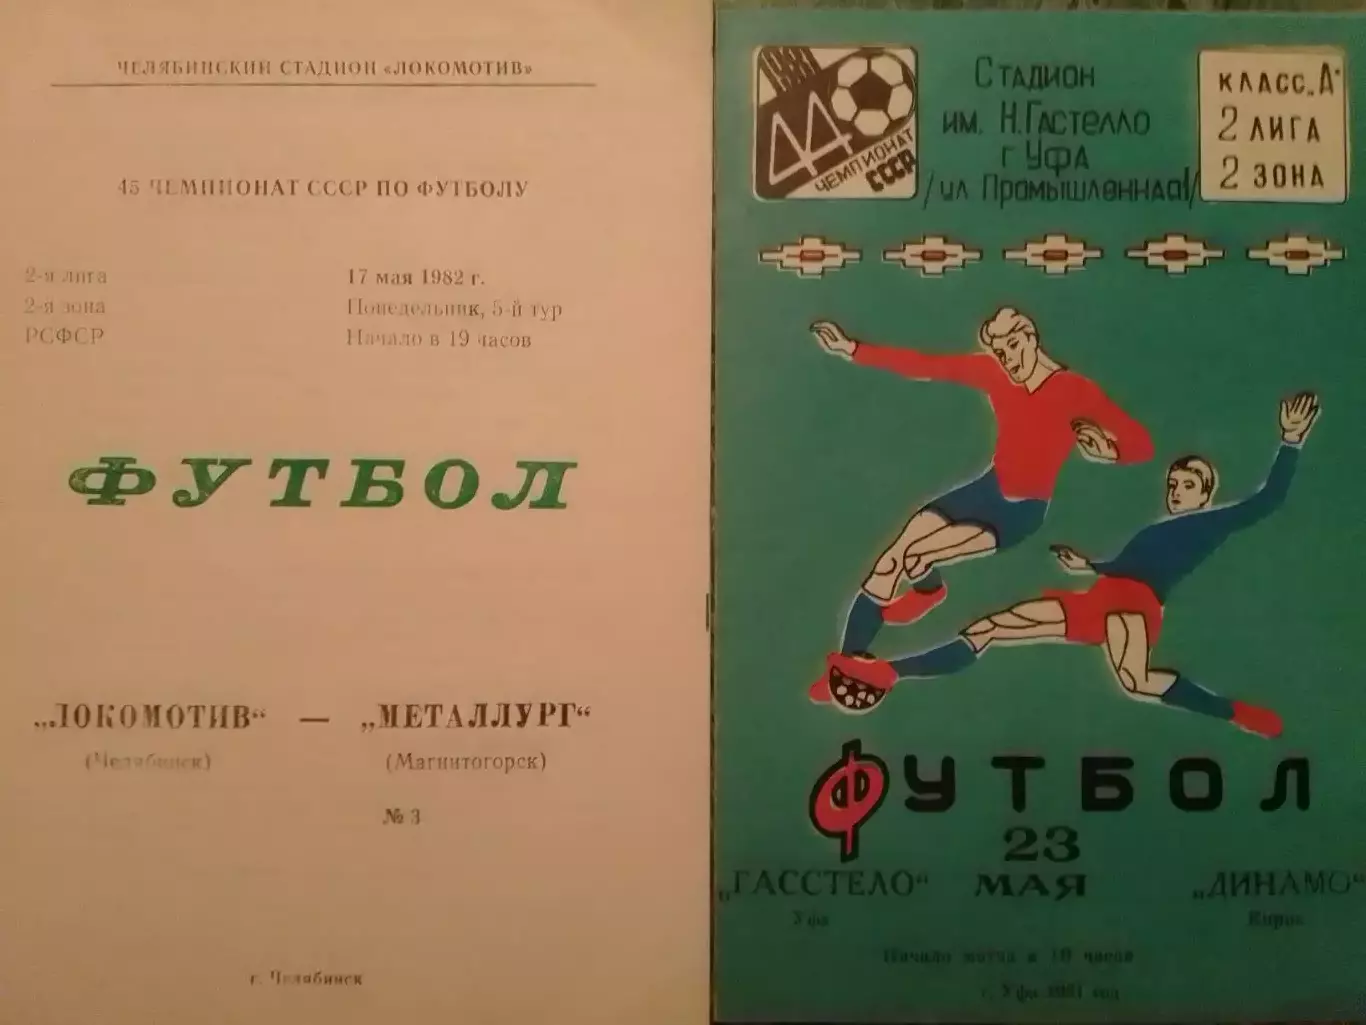 ЧЕЛЯБИНСКИЙ СТАДИОН «ЛОКОМОТИВ»
45 ЧЕМПИОНАТ СССР ПО ФУТБОЛУ
2-я лига
2-я зона
РСФСР
17 мая 1982 г.
Понедельник, 5-й тур
Начало в 19 часов
ФУТБОЛ
„ЛОКОМОТИВ“ — „МЕТАЛЛУРГ“
(Челябинск) (Магнитогорск)
№ 3
г. Челябинск
1981
44
ЧЕМПИОНАТ
СССР
СТАДИОН
ИМ. Н.ГАСТЕЛЛО
Г УФА
/УЛ ПРОМЫШЛЕННАЯ/
КЛАСС „А“
2 ЛИГА
2 ЗОНА
ФУТБОЛ
23
МАЯ
„ГАССТЕЛО“
Уфа
„ДИНАМО“
Киров
Начало матча в 18 часов
г. Уфа 1981 год